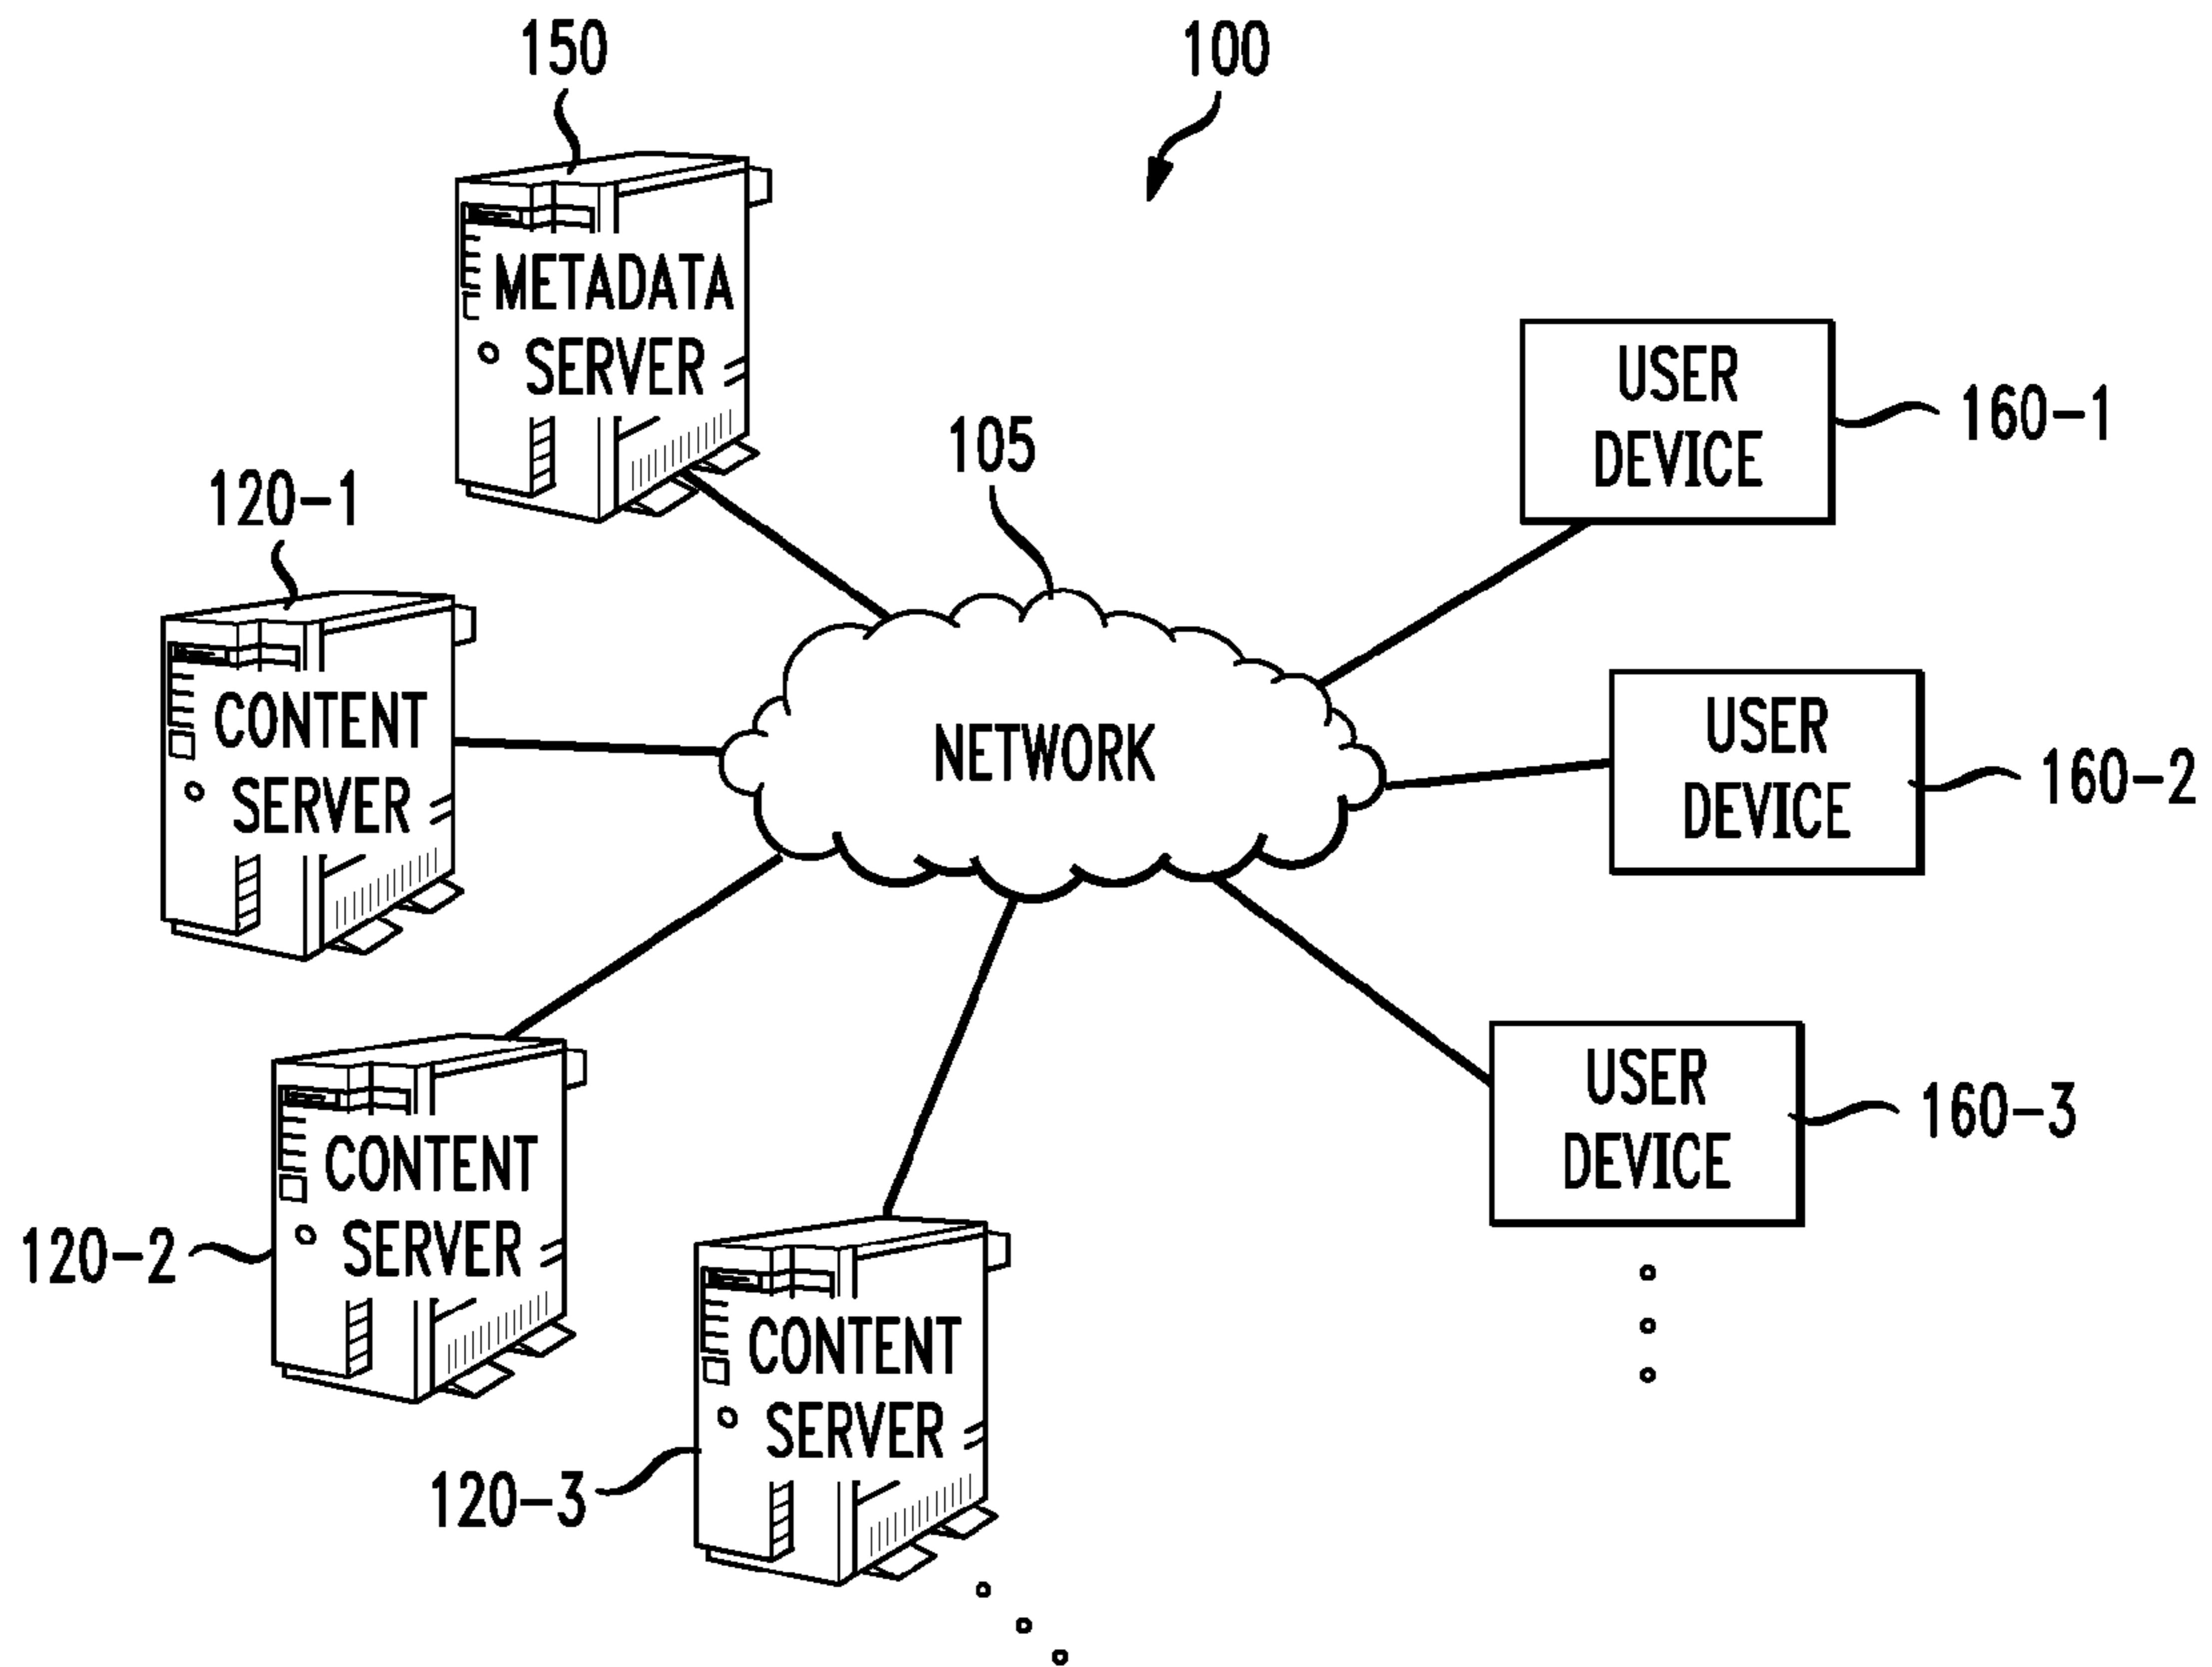 150
100
METADATA
SERVER
105
USER
DEVICE
160-1
120-1
CONTENT
SERVER
NETWORK
USER
DEVICE
160-2
CONTENT
SERVER
120-2
USER
DEVICE
160-3
CONTENT
SERVER
120-3